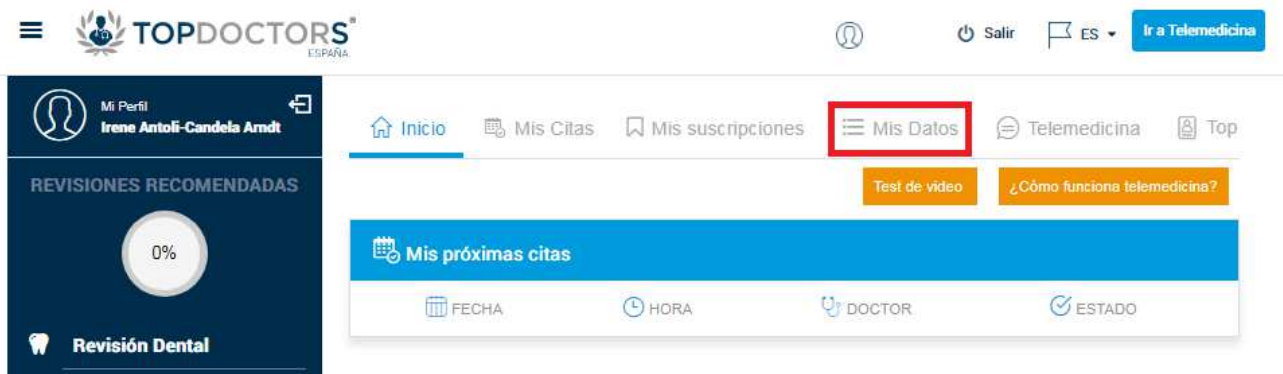 TOPDOCTORS®
ESPAÑA
Salir
ES
Ir a Telemedicina
Mi Perfil
Irene Antoli-Candela Arndt
Inicio
Mis Citas
Mis suscripciones
Mis Datos
Telemedicina
Top
REVISIONES RECOMENDADAS
Test de video
¿Cómo funciona telemedicina?
0%
Mis próximas citas
FECHA
HORA
DOCTOR
ESTADO
Revisión Dental